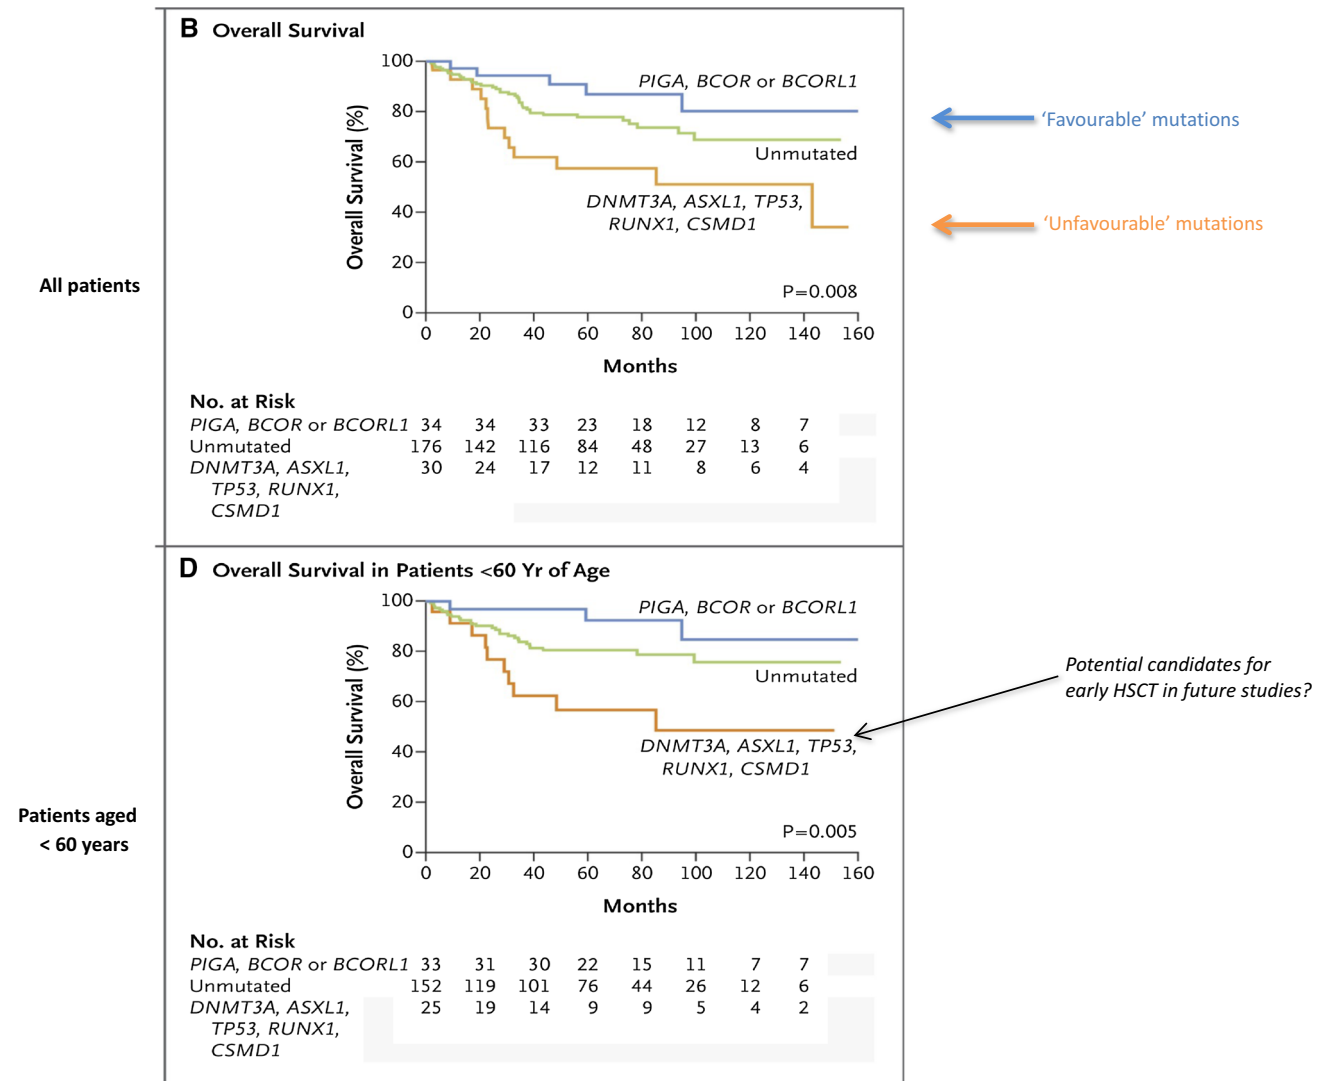 B Overall Survival
100
80
60
40
20
0
Overall Survival (%)
PIGA, BCOR or BCORL1
Unmutated
DNMT3A, ASXL1, TP53,
RUNX1, CSMD1
P=0.008
0 20 40 60 80 100 120 140 160
Months
‘Favourable’ mutations
‘Unfavourable’ mutations
All patients
No. at Risk
PIGA, BCOR or BCORL1 34 34 33 23 18 12 8 7
Unmutated 176 142 116 84 48 27 13 6
DNMT3A, ASXL1, 30 24 17 12 11 8 6 4
TP53, RUNX1,
CSMD1
D Overall Survival in Patients <60 Yr of Age
100
80
60
40
20
0
Overall Survival (%)
PIGA, BCOR or BCORL1
Unmutated
DNMT3A, ASXL1, TP53,
RUNX1, CSMD1
P=0.005
0 20 40 60 80 100 120 140 160
Months
Potential candidates for
early HSCT in future studies?
Patients aged
< 60 years
No. at Risk
PIGA, BCOR or BCORL1 33 31 30 22 15 11 7 7
Unmutated 152 119 101 76 44 26 12 6
DNMT3A, ASXL1, 25 19 14 9 9 5 4 2
TP53, RUNX1,
CSMD1